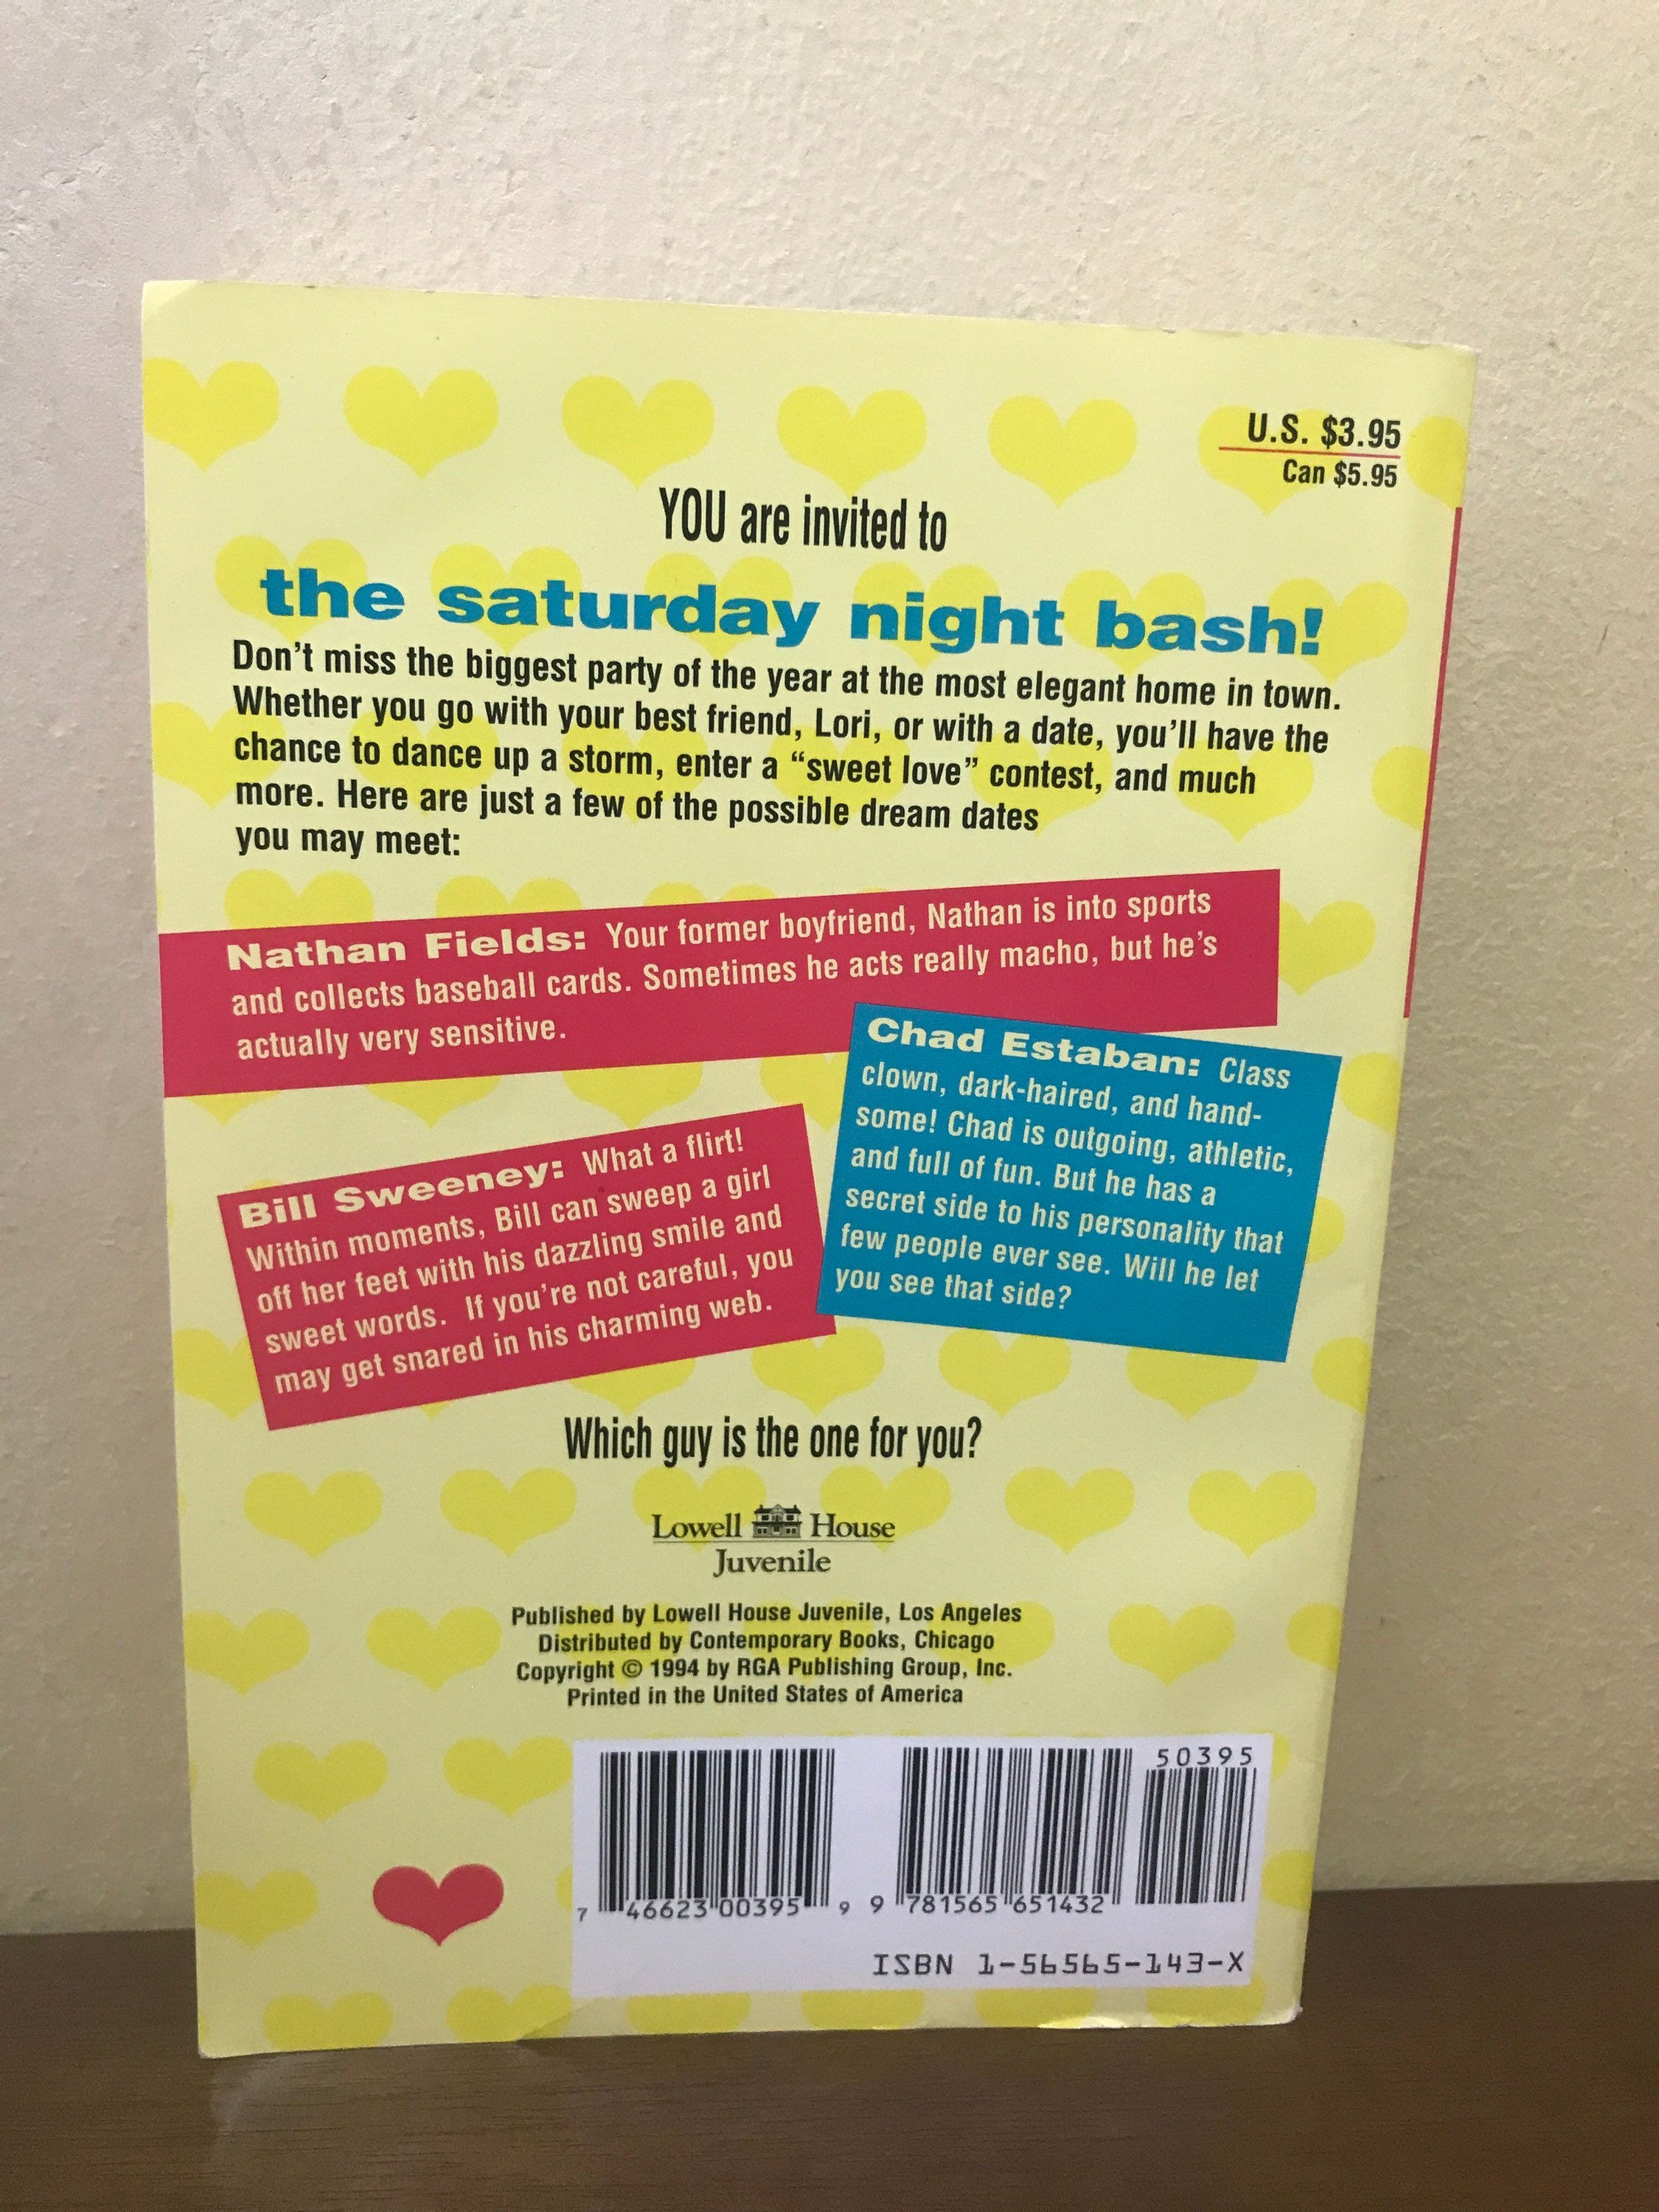 U.S. $3.95
Can $5.95
YOU are invited to
the saturday night bash!
Don't miss the biggest party of the year at the most elegant home in town.
Whether you go with your best friend, Lori, or with a date, you'll have the
chance to dance up a storm, enter a “sweet love” contest, and much
more. Here are just a few of the possible dream dates
you may meet:
Nathan Fields: Your former boyfriend, Nathan is into sports
and collects baseball cards. Sometimes he acts really macho, but he's
actually very sensitive.
Bill Sweeney: What a flirt!
Within moments, Bill can sweep a girl
off her feet with his dazzling smile and
sweet words. If you're not careful, you
may get snared in his charming web.
Chad Estaban: Class
clown, dark-haired, and hand-
some! Chad is outgoing, athletic,
and full of fun. But he has a
secret side to his personality that
few people ever see. Will he let
you see that side?
Which guy is the one for you?
Lowell House
Juvenile
Published by Lowell House Juvenile, Los Angeles
Distributed by Contemporary Books, Chicago
Copyright © 1994 by RGA Publishing Group, Inc.
Printed in the United States of America
50395
7 46623 00395 9
9 781565 651432
ISBN 1-56565-143-X